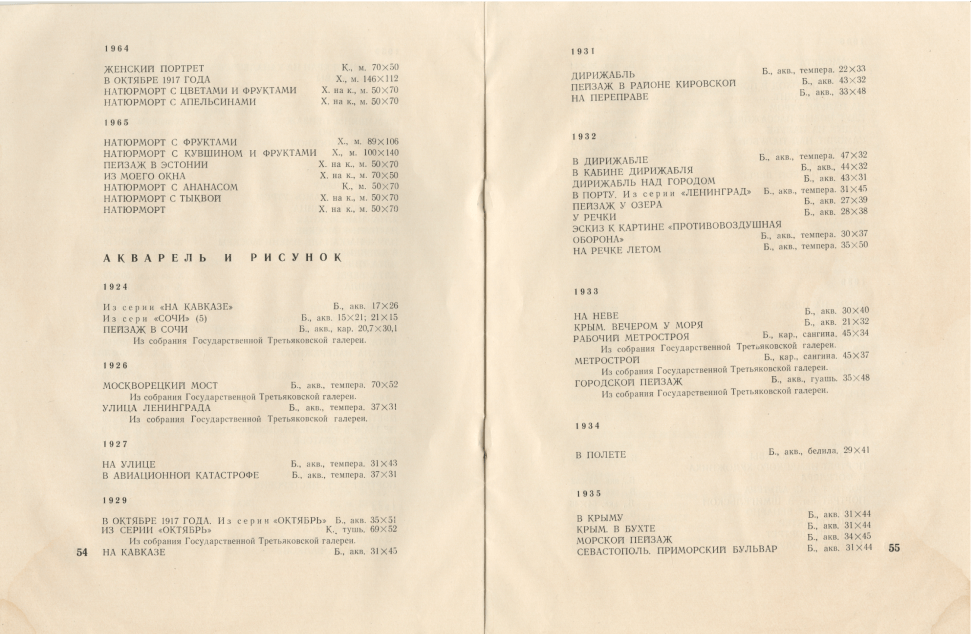 1964
ЖЕНСКИЙ ПОРТРЕТ К., м. 70×50
В ОКТЯБРЕ 1917 ГОДА Х., м. 146×112
НАТЮРМОРТ С ЦВЕТАМИ И ФРУКТАМИ Х. на к., м. 50×70
НАТЮРМОРТ С АПЕЛЬСИНАМИ Х. на к., м. 50×70
1965
НАТЮРМОРТ С ФРУКТАМИ Х., м. 89×106
НАТЮРМОРТ С КУВШИНОМ И ФРУКТАМИ Х., м. 100×140
ПЕЙЗАЖ В ЭСТОНИИ Х. на к., м. 50×70
ИЗ МОЕГО ОКНА Х. на к., м. 70×50
НАТЮРМОРТ С АНАНАСОМ К., м. 50×70
НАТЮРМОРТ С ТЫКВОЙ Х. на к., м. 50×70
НАТЮРМОРТ Х. на к., м. 50×70
АКВАРЕЛЬ И РИСУНОК
1924
Из серии «НА КАВКАЗЕ» Б., акв. 17×26
Из серн «СОЧИ» (5) Б., акв. 15×21; 21×15
ПЕЙЗАЖ В СОЧИ Б., акв., кар. 20,7×30,1
Из собрания Государственной Третьяковской галереи.
1926
МОСКВОРЕЦКИЙ МОСТ Б., акв., темпера. 70×52
Из собрания Государственной Третьяковской галереи.
УЛИЦА ЛЕНИНГРАДА Б., акв., темпера. 37×31
Из собрания Государственной Третьяковской галереи.
1927
НА УЛИЦЕ Б., акв., темпера. 31×43
В АВИАЦИОННОЙ КАТАСТРОФЕ Б., акв., темпера. 37×31
1929
В ОКТЯБРЕ 1917 ГОДА. Из серии «ОКТЯБРЬ» Б., акв. 35×51
ИЗ СЕРИИ «ОКТЯБРЬ» К., тушь, 69×52
Из собрания Государственной Третьяковской галереи.
54 НА КАВКАЗЕ Б., акв. 31×45
1931
ДИРИЖАБЛЬ Б., акв., темпера. 22×33
ПЕЙЗАЖ В РАЙОНЕ КИРОВСКОЙ Б., акв. 43×32
НА ПЕРЕПРАВЕ Б., акв., 33×48
1932
В ДИРИЖАБЛЕ Б., акв., темпера. 47×32
В КАБИНЕ ДИРИЖАБЛЯ Б., акв., 44×32
ДИРИЖАБЛЬ НАД ГОРОДОМ Б., акв. 43×31
В ПОРТУ. Из серии «ЛЕНИНГРАД» Б., акв., темпера. 31×45
ПЕЙЗАЖ У ОЗЕРА Б., акв. 27×39
У РЕЧКИ Б., акв. 28×38
ЭСКИЗ К КАРТИНЕ «ПРОТИВОВОЗДУШНАЯ
ОБОРОНА» Б., акв., темпера. 30×37
НА РЕЧКЕ ЛЕТОМ Б., акв., темпера. 35×50
1933
НА НЕВЕ Б., акв. 30×40
КРЫМ. ВЕЧЕРОМ У МОРЯ Б., акв. 21×32
РАБОЧИЙ МЕТРОСТРОЯ Б., кар., сангина. 45×34
Из собрания Государственной Третьяковской галереи.
МЕТРОСТРОЙ Б., кар., сангина. 45×37
Из собрания Государственной Третьяковской галереи.
ГОРОДСКОЙ ПЕЙЗАЖ Б., акв., гуашь. 35×48
Из собрания Государственной Третьяковской галереи.
1934
В ПОЛЕТЕ Б., акв., белила, 29×41
1935
В КРЫМУ Б., акв. 31×44
КРЫМ. В БУХТЕ Б., акв. 31×44
МОРСКОЙ ПЕЙЗАЖ Б., акв. 34×45
СЕВАСТОПОЛЬ. ПРИМОРСКИЙ БУЛЬВАР Б., акв. 31×44 55